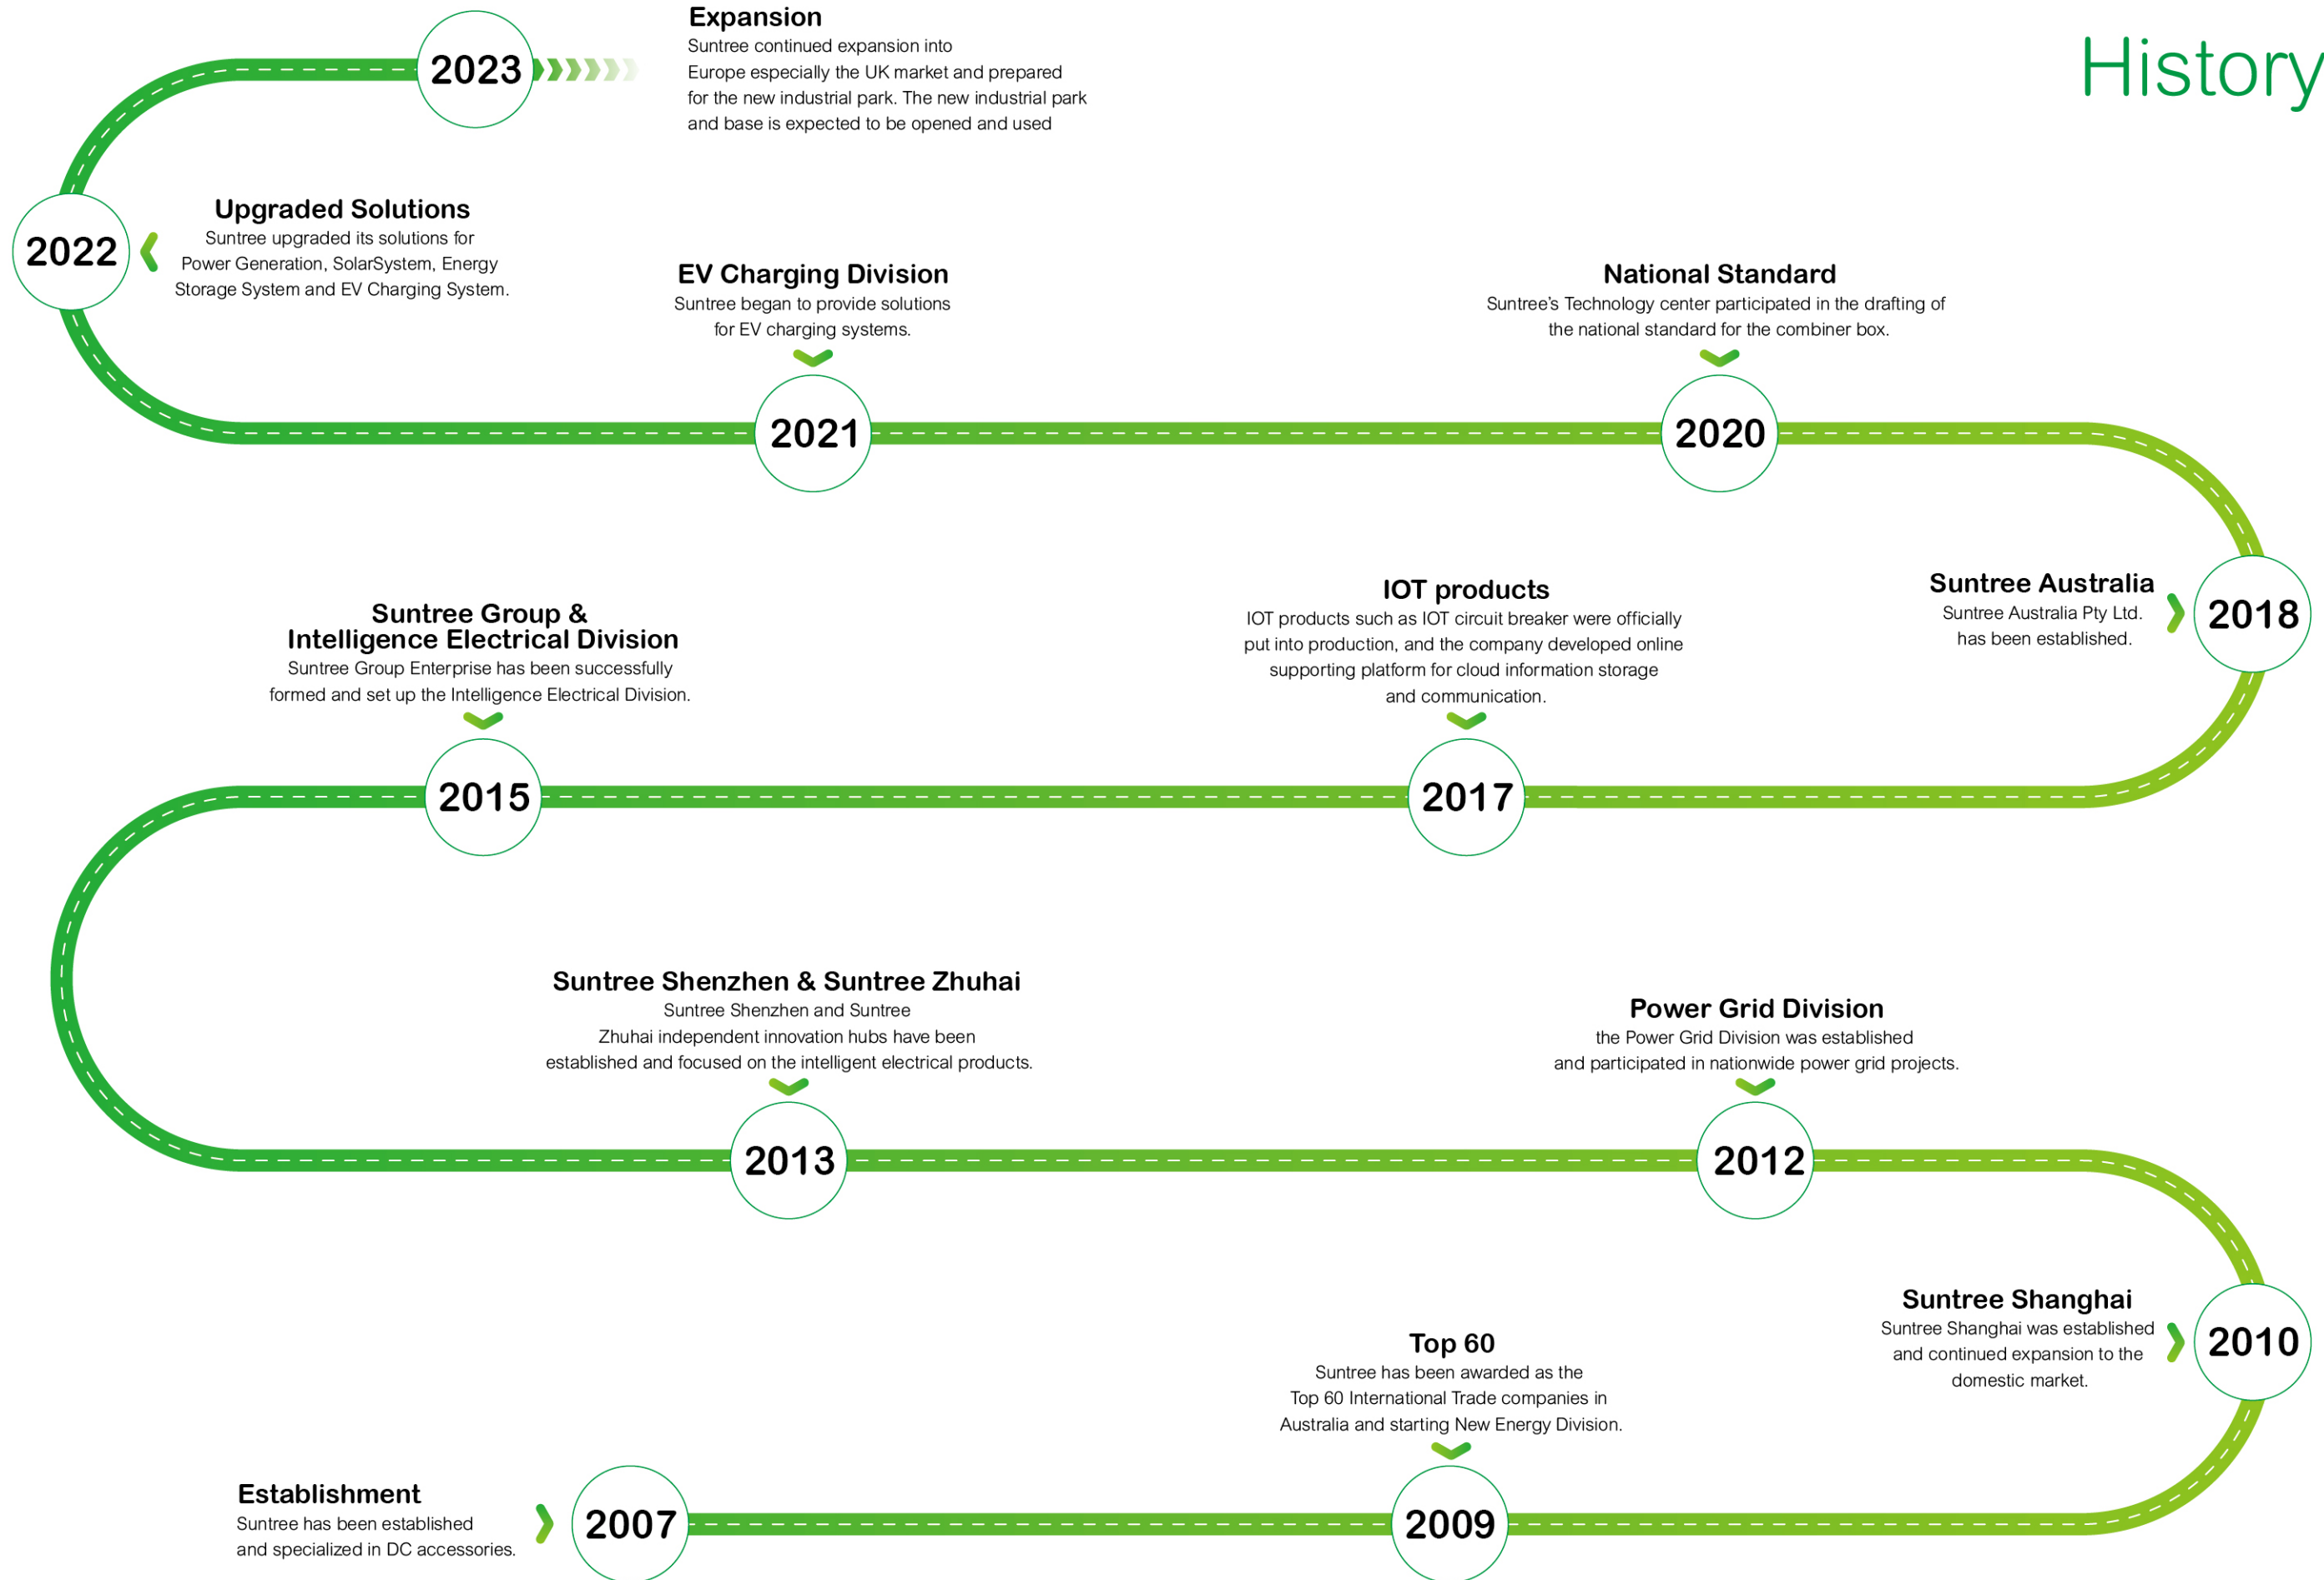 History
2023
Expansion
Suntree continued expansion into
Europe especially the UK market and prepared
for the new industrial park. The new industrial park
and base is expected to be opened and used
2022
Upgraded Solutions
Suntree upgraded its solutions for
Power Generation, SolarSystem, Energy
Storage System and EV Charging System.
EV Charging Division
Suntree began to provide solutions
for EV charging systems.
2021
National Standard
Suntree's Technology center participated in the drafting of
the national standard for the combiner box.
2020
Suntree Australia
Suntree Australia Pty Ltd.
has been established.
2018
IOT products
IOT products such as IOT circuit breaker were officially
put into production, and the company developed online
supporting platform for cloud information storage
and communication.
2017
Suntree Group &
Intelligence Electrical Division
Suntree Group Enterprise has been successfully
formed and set up the Intelligence Electrical Division.
2015
Suntree Shenzhen & Suntree Zhuhai
Suntree Shenzhen and Suntree
Zhuhai independent innovation hubs have been
established and focused on the intelligent electrical products.
2013
Power Grid Division
the Power Grid Division was established
and participated in nationwide power grid projects.
2012
Suntree Shanghai
Suntree Shanghai was established
and continued expansion to the
domestic market.
2010
Top 60
Suntree has been awarded as the
Top 60 International Trade companies in
Australia and starting New Energy Division.
2009
Establishment
Suntree has been established
and specialized in DC accessories.
2007